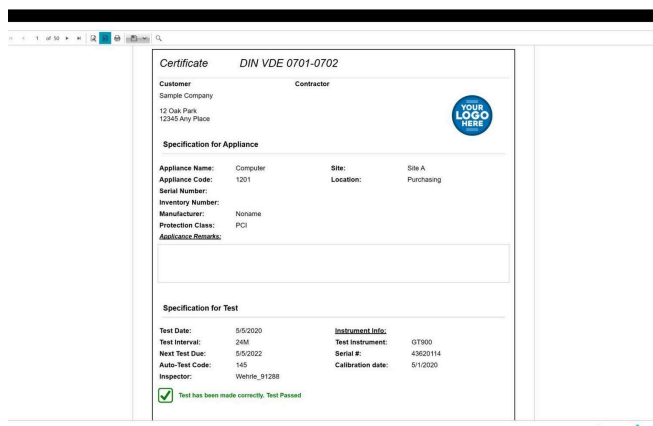 1 of 50
Certificate DIN VDE 0701-0702
Customer Contractor
Sample Company
12 Oak Park
12345 Any Place
YOUR
LOGO
HERE
Specification for Appliance
Appliance Name: Computer Site: Site A
Appliance Code: 1201 Location: Purchasing
Serial Number:
Inventory Number:
Manufacturer: Noname
Protection Class: PCI
Applicance Remarks:
Specification for Test
Test Date: 5/5/2020 Instrument Info:
Test Interval: 24M Test Instrument: GT900
Next Test Due: 5/5/2022 Serial #: 43620114
Auto-Test Code: 145 Calibration date: 5/1/2020
Inspector: Wehrle_91288
Test has been made correctly. Test Passed